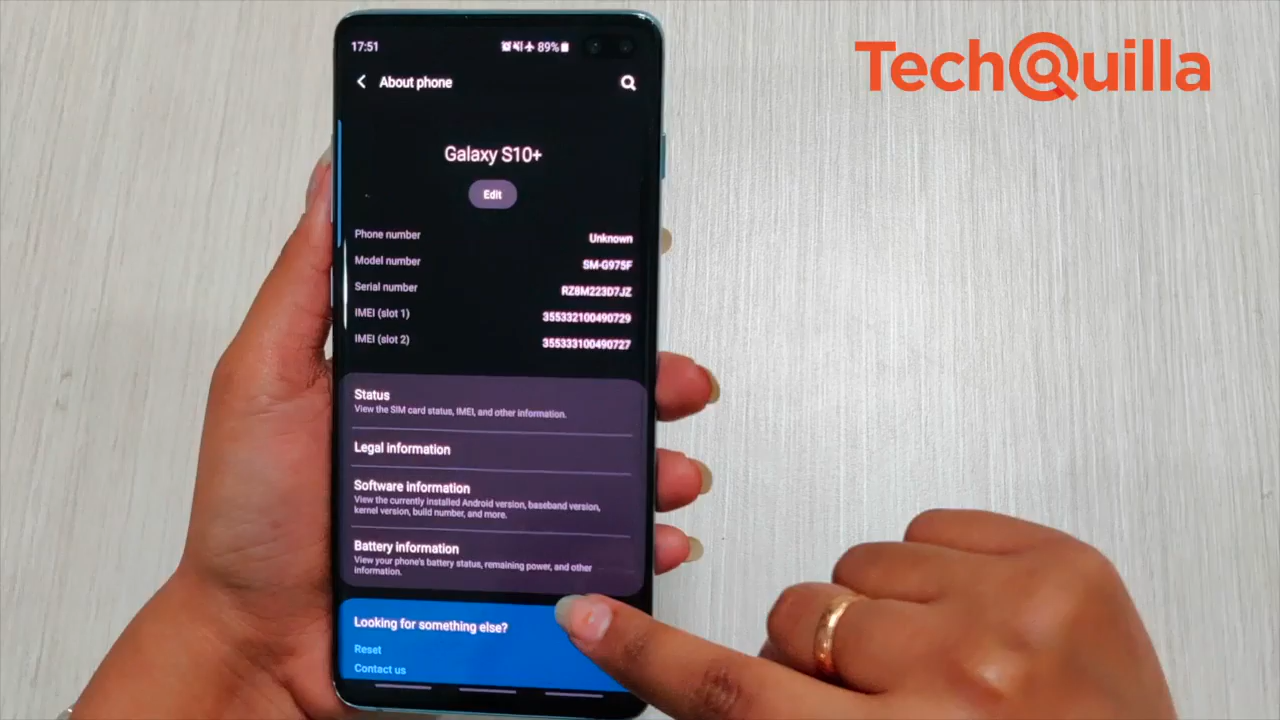 TechQuilla
17:51 89%
About phone
Galaxy S10+
Edit
Phone number Unknown
Model number SM-G975F
Serial number RZ8M223D7JZ
IMEI (slot 1) 355332100490729
IMEI (slot 2) 355333100490727
Status
View the SIM card status, IMEI, and other information.
Legal information
Software information
View the currently installed Android version, baseband version,
kernel version, build number, and more.
Battery information
View your phone's battery status, remaining power, and other
information.
Looking for something else?
Reset
Contact us